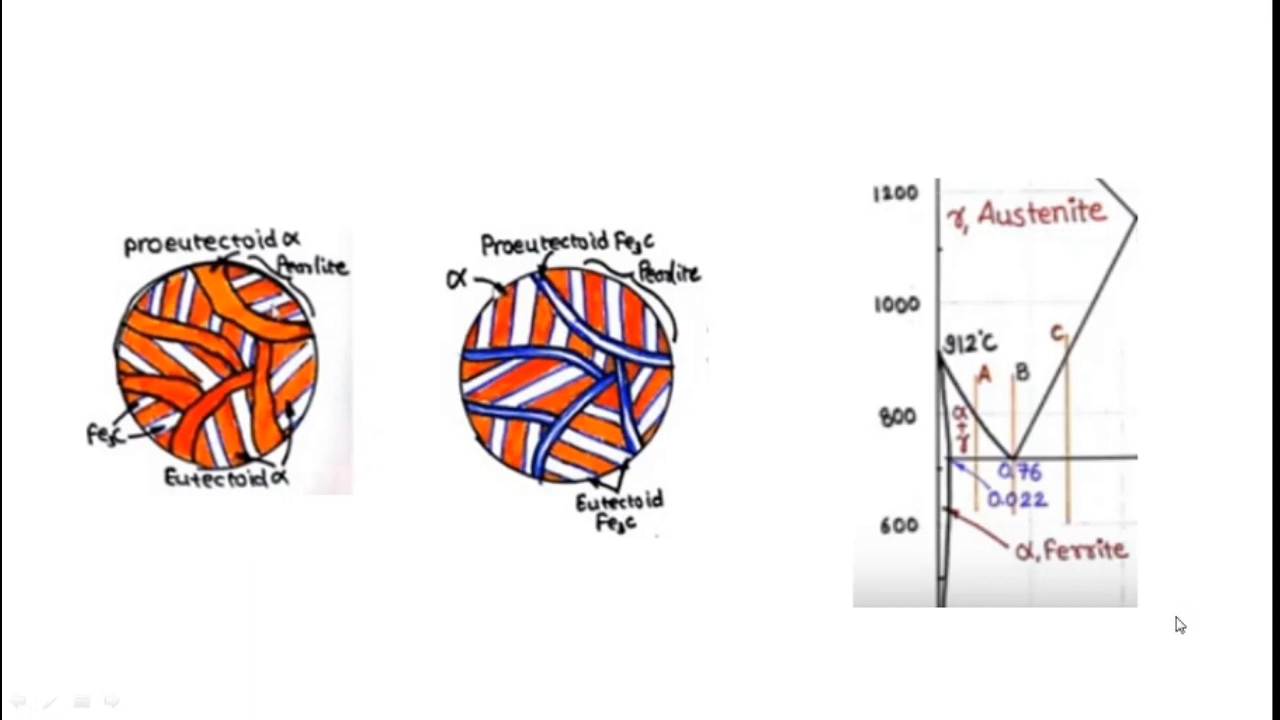 proeutectoid α
Pearlite
Fe₃C
Eutectoid α
Proeutectoid Fe₃C
α
Pearlite
Eutectoid
Fe₃C
1200
γ, Austenite
1000
912°C
C
A
B
800
α
+
γ
0.76
0.022
600
α, Ferrite